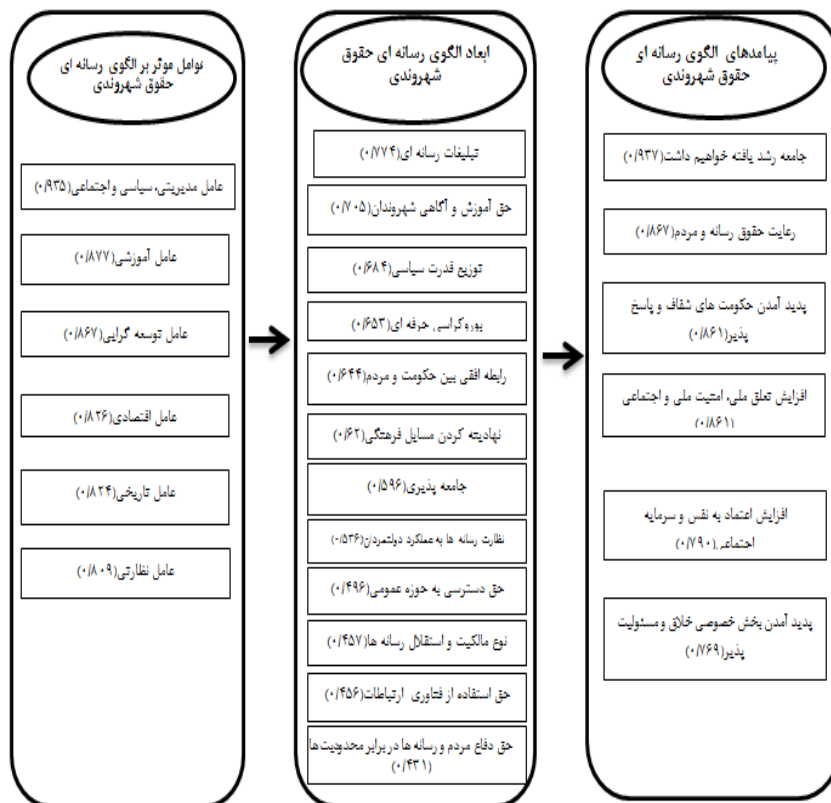 عوامل موثر بر الگوی رسانه ای
حقوق شهروندی
عامل مدیریتی، سیاسی و اجتماعی(۰/۹۳۵)
عامل آموزشی(۰/۸۷۷)
عامل توسعه گرایی(۰/۸۶۷)
عامل اقتصادی(۰/۸۲۶)
عامل تاریخی(۰/۸۲۴)
عامل نظارتی(۰/۸۰۹)
ابعاد الگوی رسانه ای حقوق
شهروندی
تبلیغات رسانه ای(۰/۷۷۴)
حق آموزش و آگاهی شهروندان(۰/۷۰۵)
توزیع قدرت سیاسی(۰/۶۸۴)
بوروکراسی حرفه ای(۰/۶۵۳)
رابطه افقی بین حکومت و مردم(۰/۶۴۴)
نهادینه کردن مسایل فرهنگی(۰/۶۲)
جامعه پذیری(۰/۵۹۶)
نظارت رسانه ها به عملکرد دولتمردان(۰/۵۳۶)
حق دسترسی به حوزه عمومی(۰/۴۹۶)
نوع مالکیت و استقلال رسانه ها(۰/۴۵۷)
حق استفاده از فناوری ارتباطات(۰/۴۵۶)
حق دفاع مردم و رسانه ها در برابر محدودیت‌ها
(۰/۴۳۱)
پیامدهای الگوی رسانه ای
حقوق شهروندی
جامعه رشد یافته خواهیم داشت(۰/۹۳۷)
رعایت حقوق رسانه و مردم(۰/۸۶۷)
پدید آمدن حکومت های شفاف و پاسخ
پذیر(۰/۸۶۱)
افزایش تعلق ملی، امنیت ملی و اجتماعی
(۰/۸۶۱)
افزایش اعتماد به نفس و سرمایه
اجتماعی(۰/۷۹۰)
پدید آمدن بخش خصوصی خلاق و مسئولیت
پذیر(۰/۷۶۹)